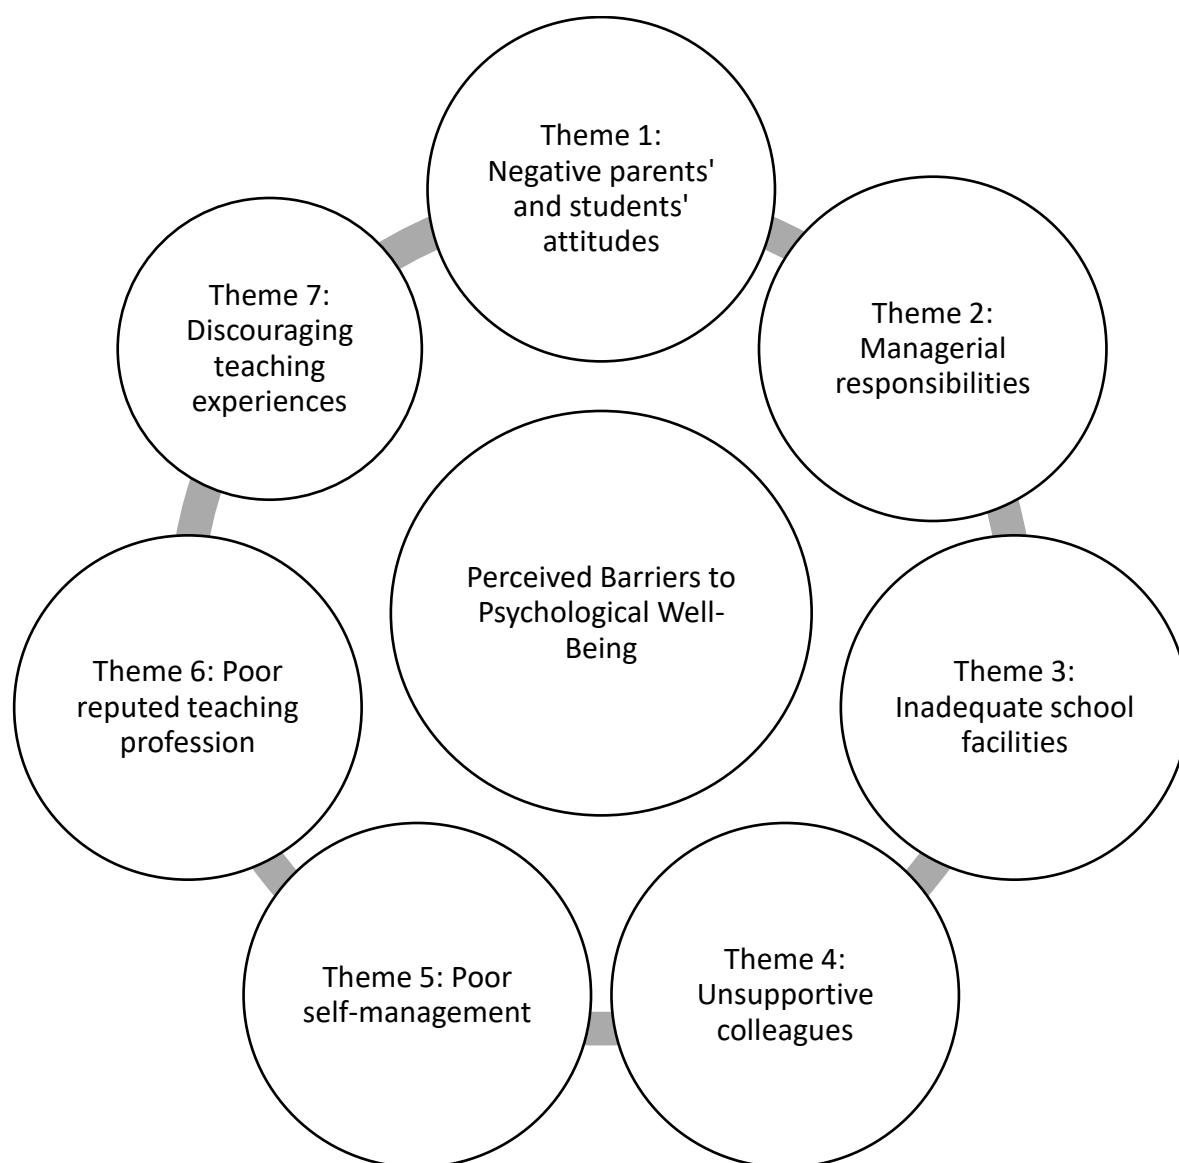 Theme 1:
Negative parents'
and students'
attitudes
Theme 2:
Managerial
responsibilities
Theme 3:
Inadequate school
facilities
Theme 4:
Unsupportive
colleagues
Theme 5: Poor
self-management
Theme 6: Poor
reputed teaching
profession
Theme 7:
Discouraging
teaching
experiences
Perceived Barriers to
Psychological Well-
Being